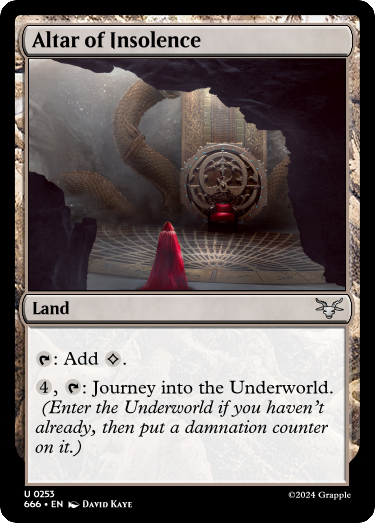 Altar of Insolence
Land
: Add .
4, : Journey into the Underworld.
(Enter the Underworld if you haven't
already, then put a damnation counter
on it.)
U 0253
666 • EN DAVID KAYE
©2024 Grapple